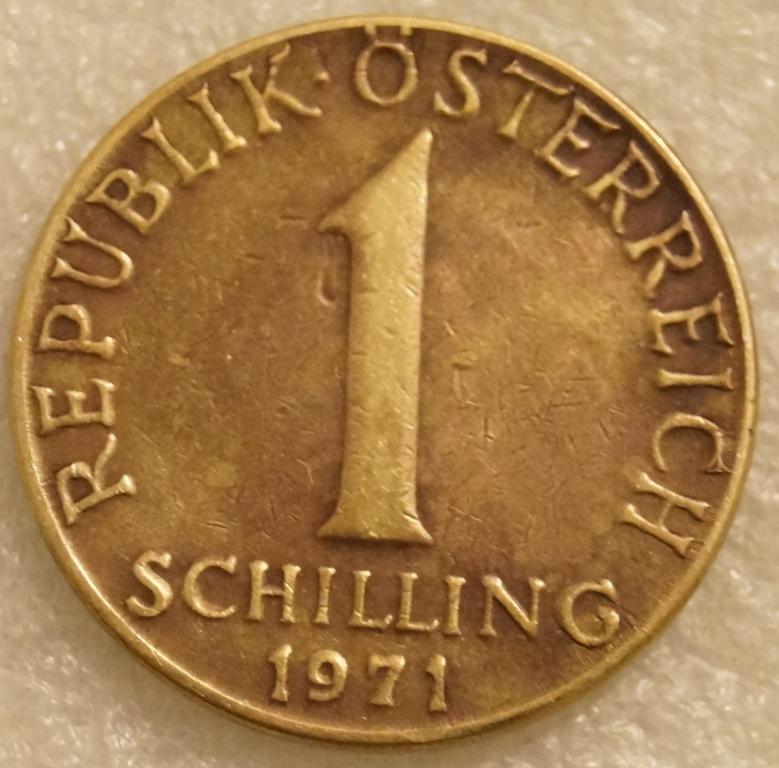 REPUBLIK·ÖSTERREICH
1
SCHILLING
1971